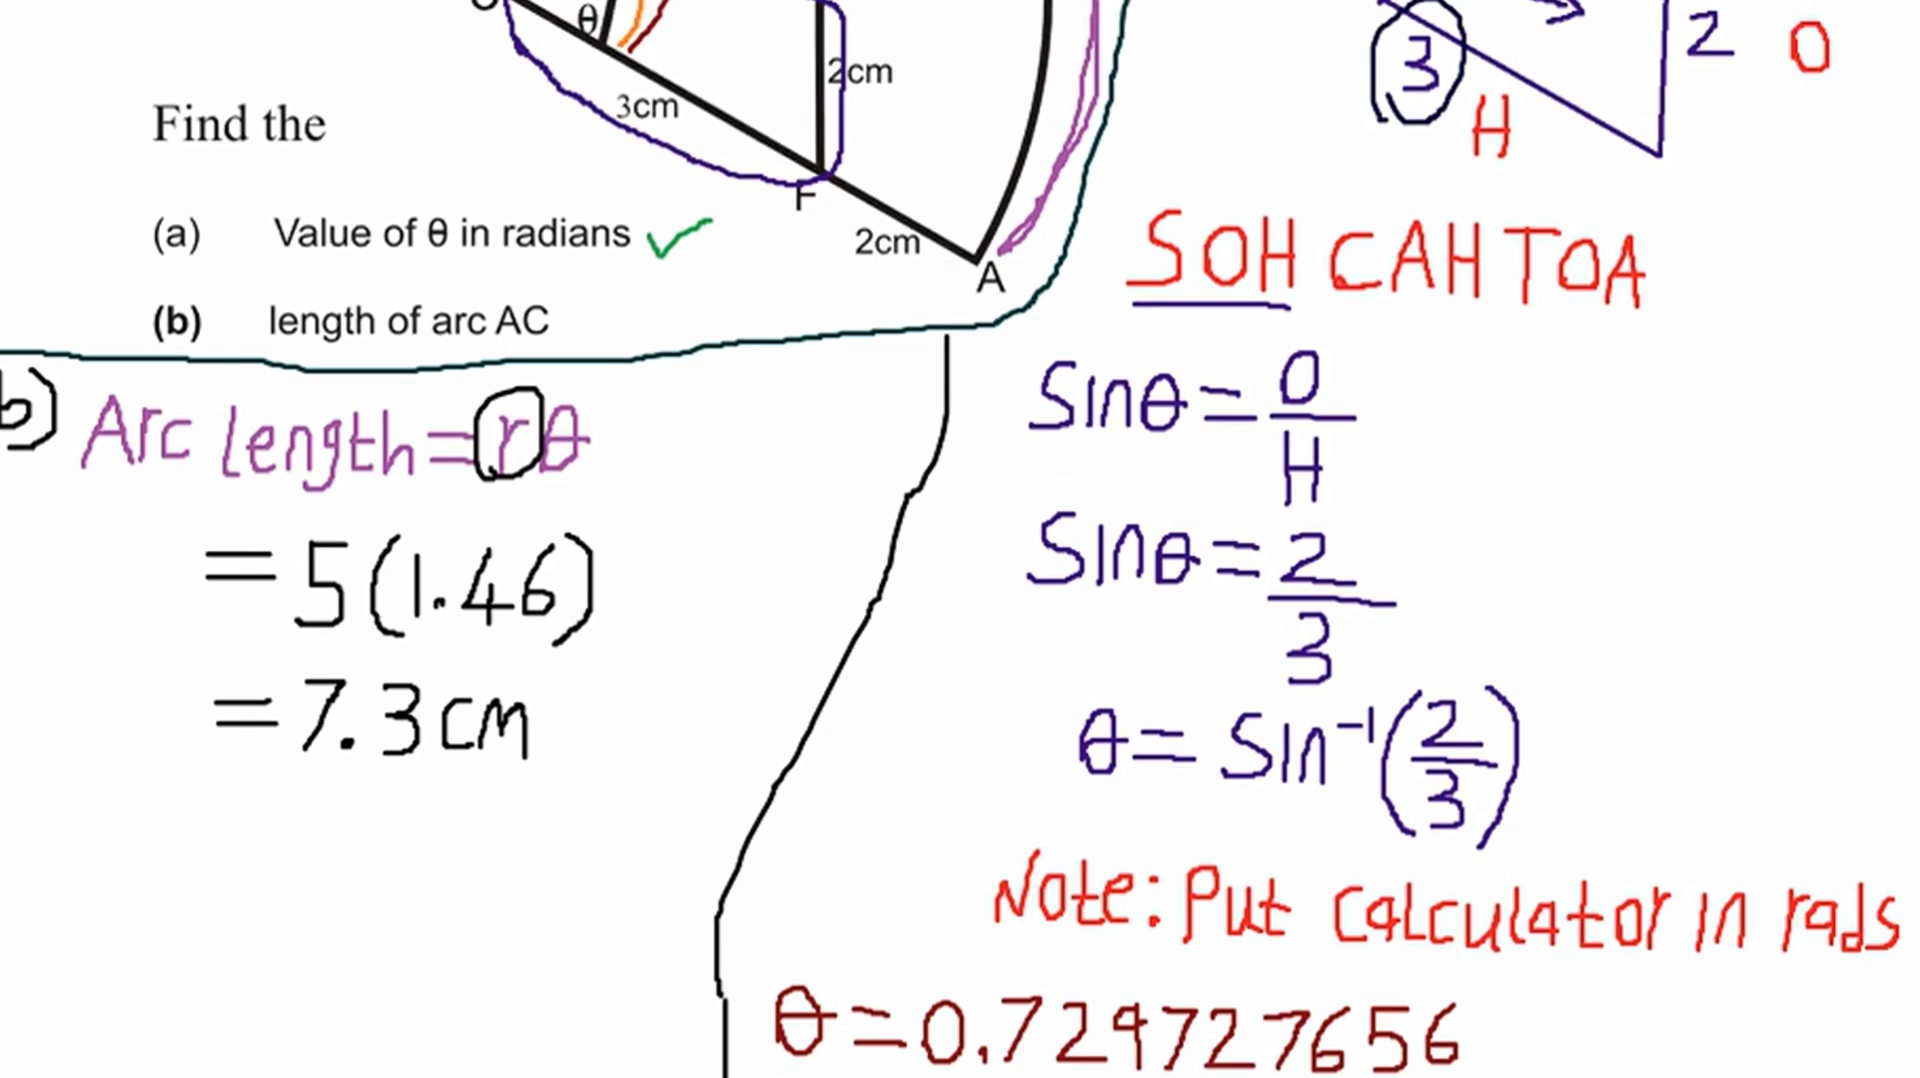 θ
2cm
3cm
F
2cm
A
Find the
(a) Value of θ in radians
(b) length of arc AC
3
H
2 O
SOH CAH TOA
b) Arc Length = rθ
= 5(1.46)
= 7.3cm
Sinθ = O/H
Sinθ = 2/3
θ = Sin⁻¹(2/3)
Note: Put calculator in rads
θ = 0.729727656